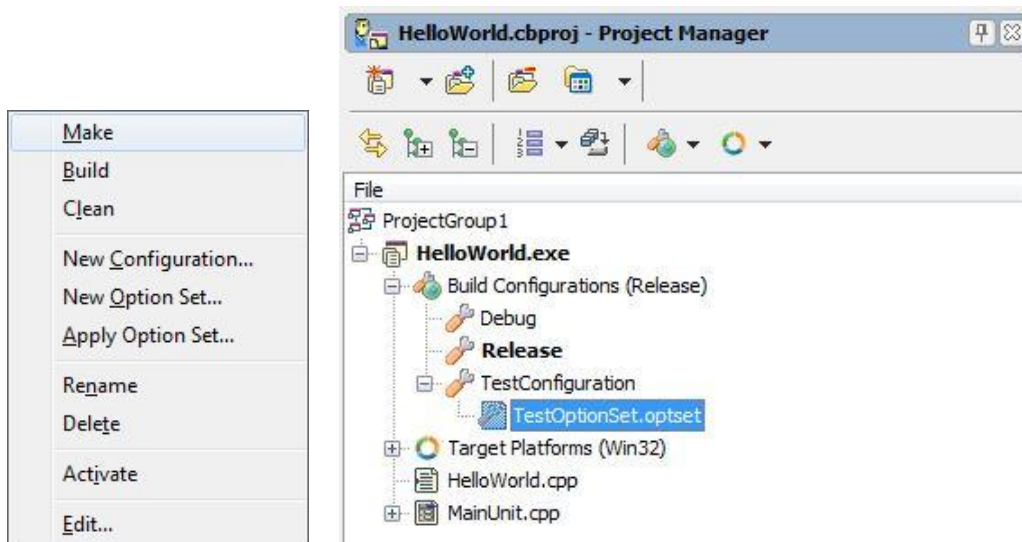 Make
Build
Clean
New Configuration...
New Option Set...
Apply Option Set...
Rename
Delete
Activate
Edit...
HelloWorld.cbproj - Project Manager
File
ProjectGroup1
HelloWorld.exe
Build Configurations (Release)
Debug
Release
TestConfiguration
TestOptionSet.optset
Target Platforms (Win32)
HelloWorld.cpp
MainUnit.cpp